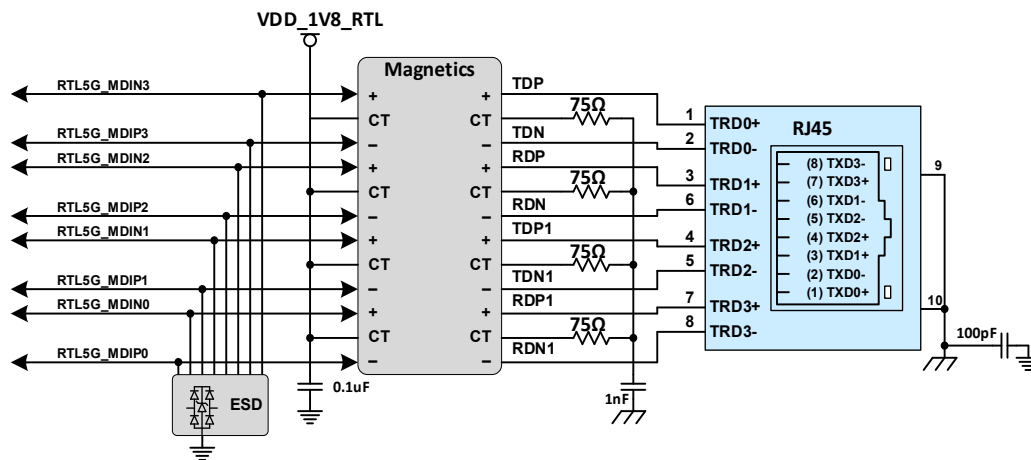 VDD_1V8_RTL
RTL5G_MDIN3
RTL5G_MDIP3
RTL5G_MDIN2
RTL5G_MDIP2
RTL5G_MDIN1
RTL5G_MDIP1
RTL5G_MDIN0
RTL5G_MDIP0
ESD
0.1uF
Magnetics
+ +
CT CT
− −
+ +
CT CT
− −
+ +
CT CT
− −
+ +
CT CT
− −
TDP
75Ω
TDN
RDP
75Ω
RDN
TDP1
75Ω
TDN1
RDP1
75Ω
RDN1
1nF
1 TRD0+
2 TRD0-
3 TRD1+
6 TRD1-
4 TRD2+
5 TRD2-
7 TRD3+
8 TRD3-
RJ45
(8) TXD3-
(7) TXD3+
(6) TXD1-
(5) TXD2-
(4) TXD2+
(3) TXD1+
(2) TXD0-
(1) TXD0+
9
10
100pF